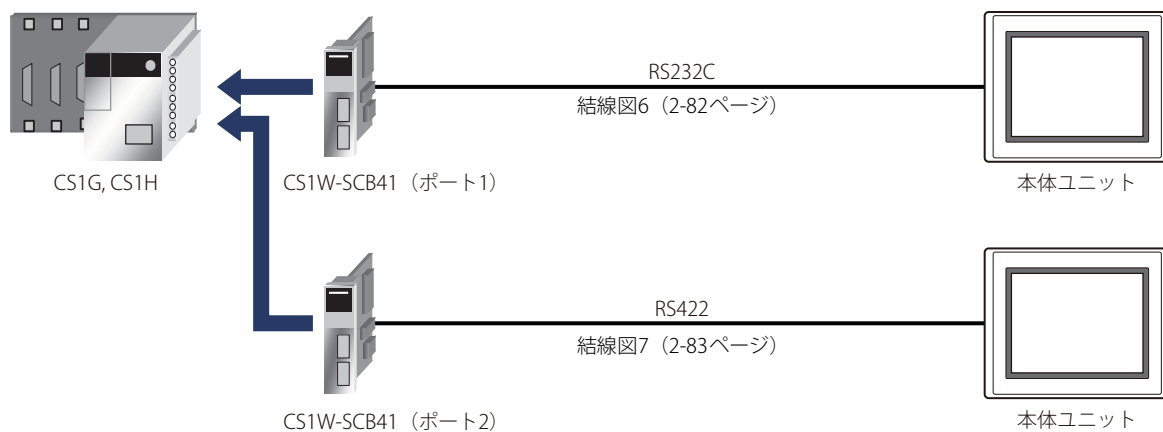 RS232C
結線図6（2-82ページ）
CS1G, CS1H
CS1W-SCB41（ポート1）
本体ユニット
RS422
結線図7（2-83ページ）
CS1W-SCB41（ポート2）
本体ユニット